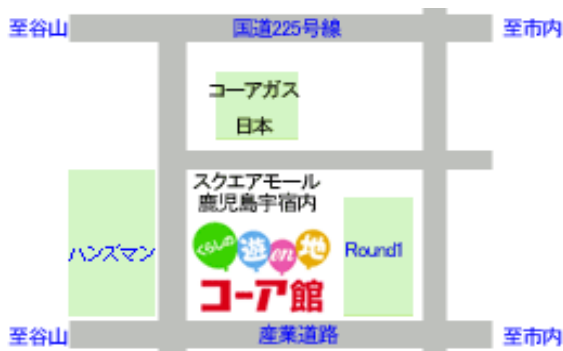 至谷山 国道225号線 至市内
コーアガス
日本
スクエアモール
鹿児島宇宿内
ハンズマン
くらしの遊en地
Round1
コーア館
至谷山 産業道路 至市内